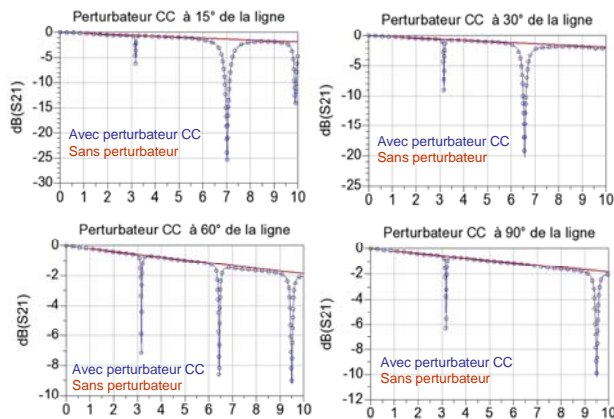 Perturbateur CC à 15° de la ligne
dB(S21)
0
-5
-10
-15
-20
-25
-30
Avec perturbateur CC
Sans perturbateur
0 1 2 3 4 5 6 7 8 9 10
Perturbateur CC à 30° de la ligne
dB(S21)
0
-5
-10
-15
-20
-25
Avec perturbateur CC
Sans perturbateur
0 1 2 3 4 5 6 7 8 9 10
Perturbateur CC à 60° de la ligne
dB(S21)
0
-2
-4
-6
-8
-10
Avec perturbateur CC
Sans perturbateur
0 1 2 3 4 5 6 7 8 9 10
Perturbateur CC à 90° de la ligne
dB(S21)
0
-2
-4
-6
-8
-10
-12
Avec perturbateur CC
Sans perturbateur
0 1 2 3 4 5 6 7 8 9 10